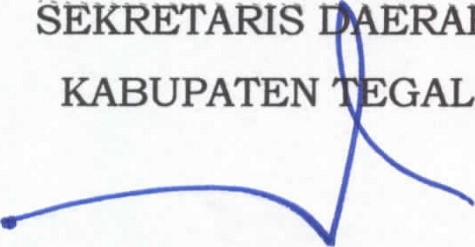 SEKRETARIS DAERAH
KABUPATEN TEGAL